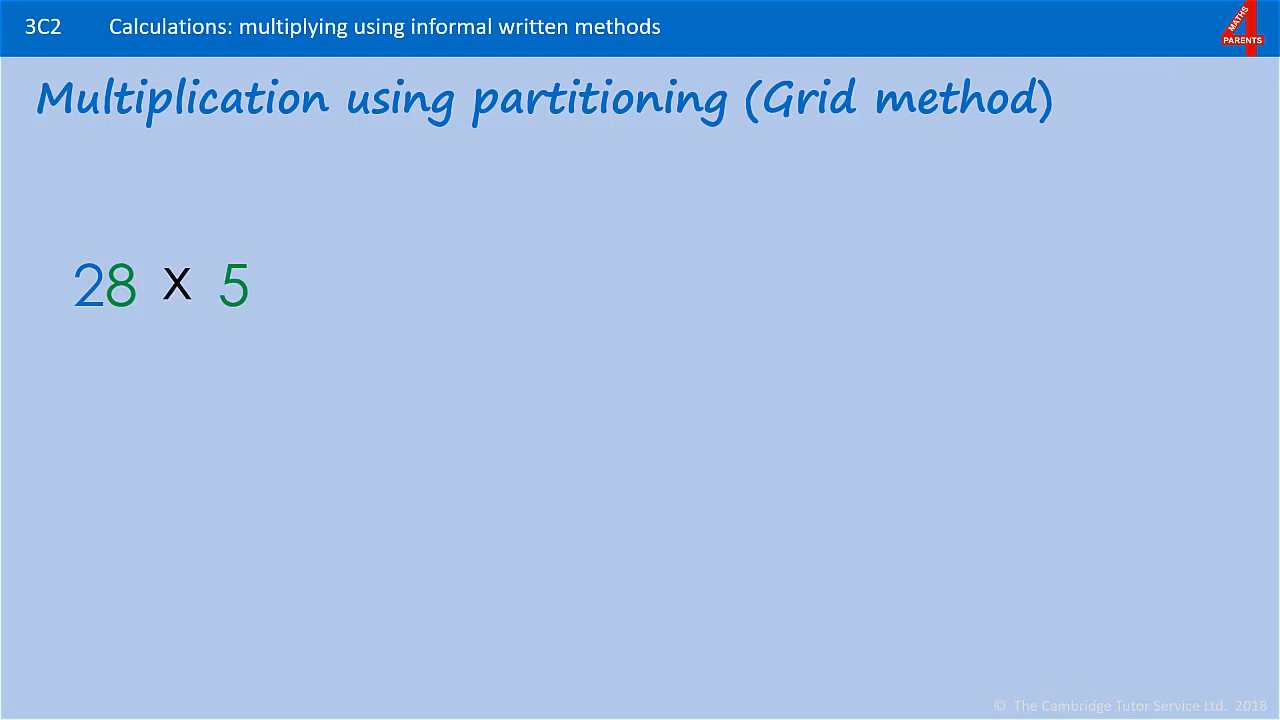 3C2 Calculations: multiplying using informal written methods
MATHS
4
PARENTS
Multiplication using partitioning (Grid method)
28 x 5
© The Cambridge Tutor Service Ltd. 2018